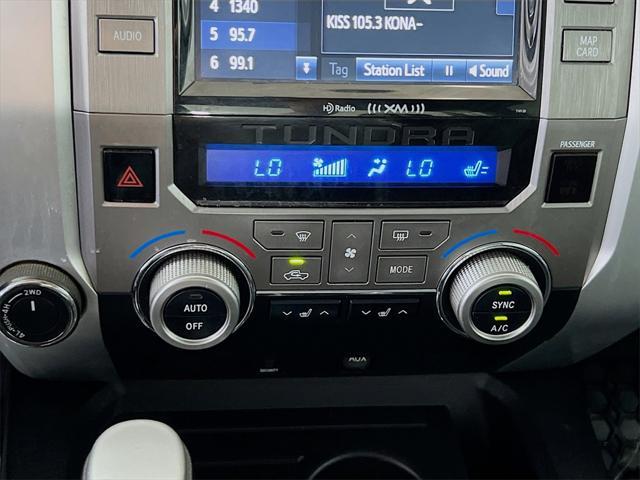 4 1340
5 95.7
6 99.1
KISS 105.3 KONA-
Tag Station List Sound
HD Radio ((( XM )))
AUDIO
MAP CARD
TUNDRA
LO LO
PASSENGER
AUTO
OFF
MODE
SYNC
A/C
2WD
AUX
SECURITY